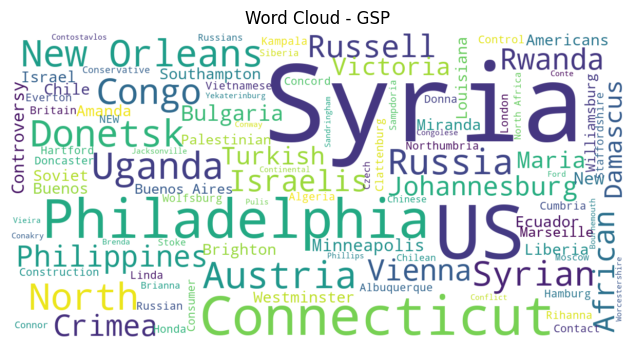 Word Cloud - GSP
Contostavlos
Russians
Kampala
Control
Americans
New Orleans
Russell
Siberia
Conservative
Concord
Victoria
Louisiana
Rwanda
Israel
Southampton
Syria
Conte
Chile
Congo
Vietnamese
Everton
Yekaterinburg
Donna
London
North Africa
Williamsburg
Staffordshire
Damascus
Controversy
Britain
NEW
Amanda
Bulgaria
Sandringham
Sampdoria
Miranda
Donetsk
Palestinian
Conway
Clattenburg
Northumbria
Hartford
Jacksonville
Turkish
Czech
Congolese
Russia
Maria
Doncaster
Uganda
Continental
Ford
Soviet
Wolfsburg
Israelis
Johannesburg
New
Buenos
Buenos Aires
Algeria
Chinese
Vieira
Philadelphia
Pulis
US
Cumbria
Bournemouth
African
Conakry
Brenda
Stoke
Ecuador
Marseille
Philippines
Brighton
Minneapolis
Liberia
Moscow
Construction
Linda
Phillips
Chilean
Austria
Vienna
Syrian
Worcestershire
North
Brianna
Consumer
Westminster
Albuquerque
Hamburg
Russian
Connecticut
Conflict
Rihanna
Connor
Crimea
Honda
Contact